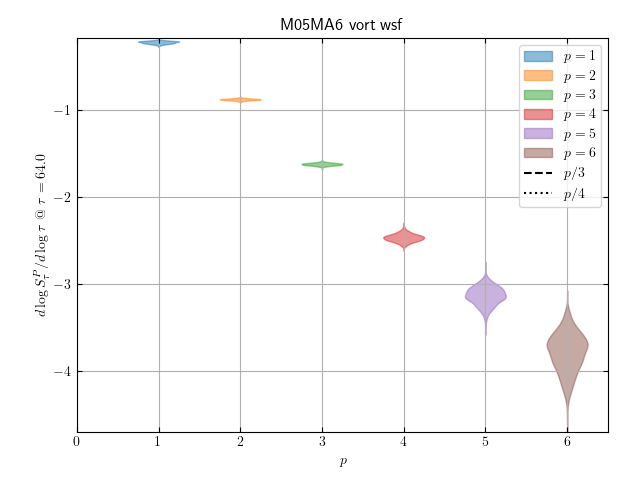 M05MA6 vort wsf
d log S_τ^P / d log τ @ τ = 64.0
−1
−2
−3
−4
0 1 2 3 4 5 6
p
p = 1
p = 2
p = 3
p = 4
p = 5
p = 6
p/3
p/4